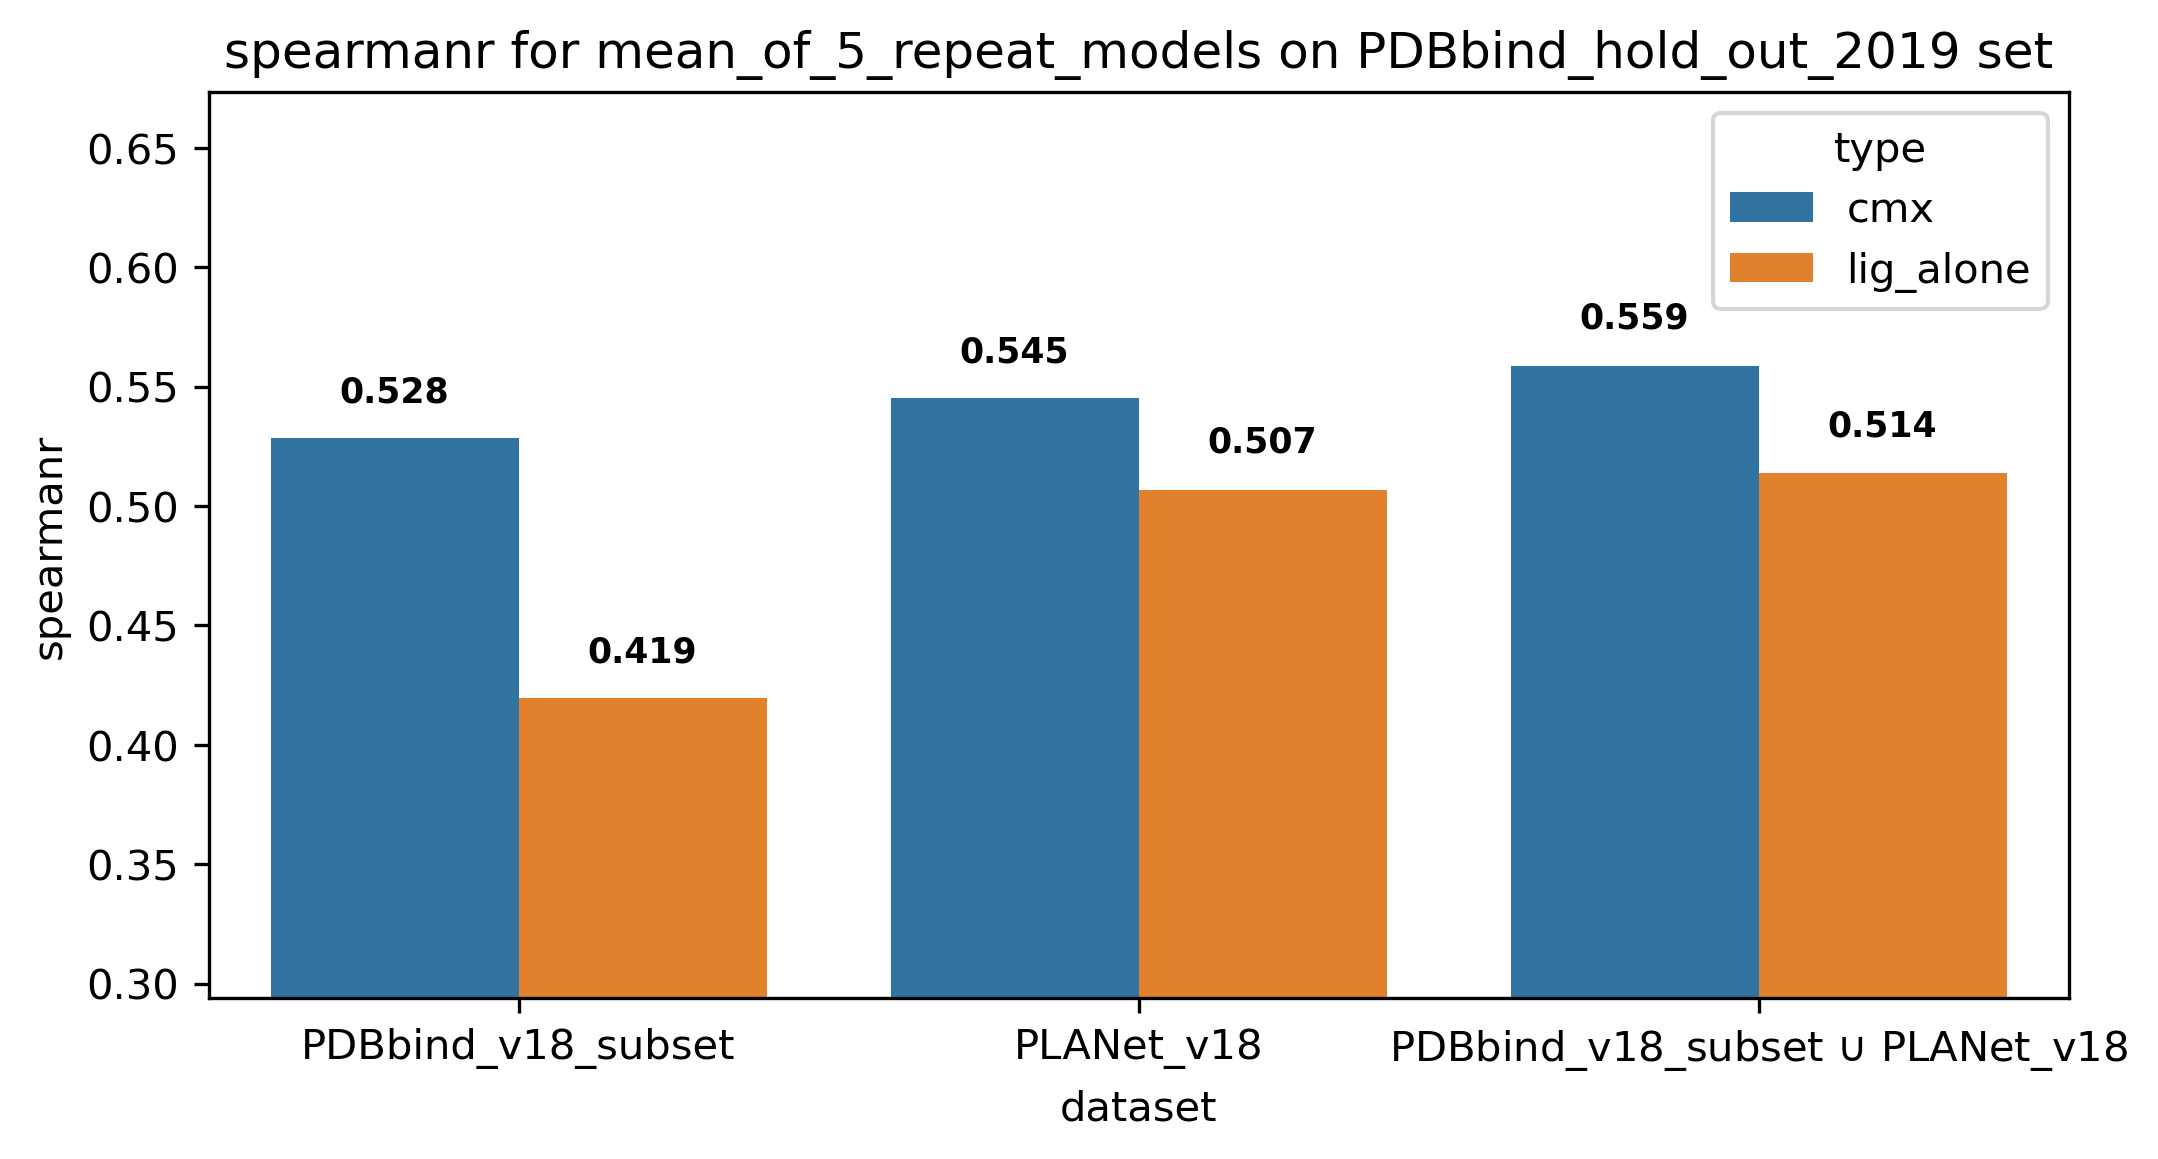 spearmanr for mean_of_5_repeat_models on PDBbind_hold_out_2019 set
type
cmx
lig_alone
0.65
0.60
0.55
0.50
0.45
0.40
0.35
0.30
spearmanr
0.528
0.419
0.545
0.507
0.559
0.514
PDBbind_v18_subset
PLANet_v18
PDBbind_v18_subset ∪ PLANet_v18
dataset